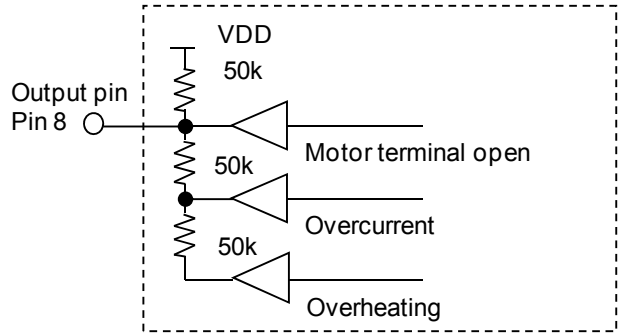 VDD
50k
Output pin
Pin 8
Motor terminal open
50k
Overcurrent
50k
Overheating